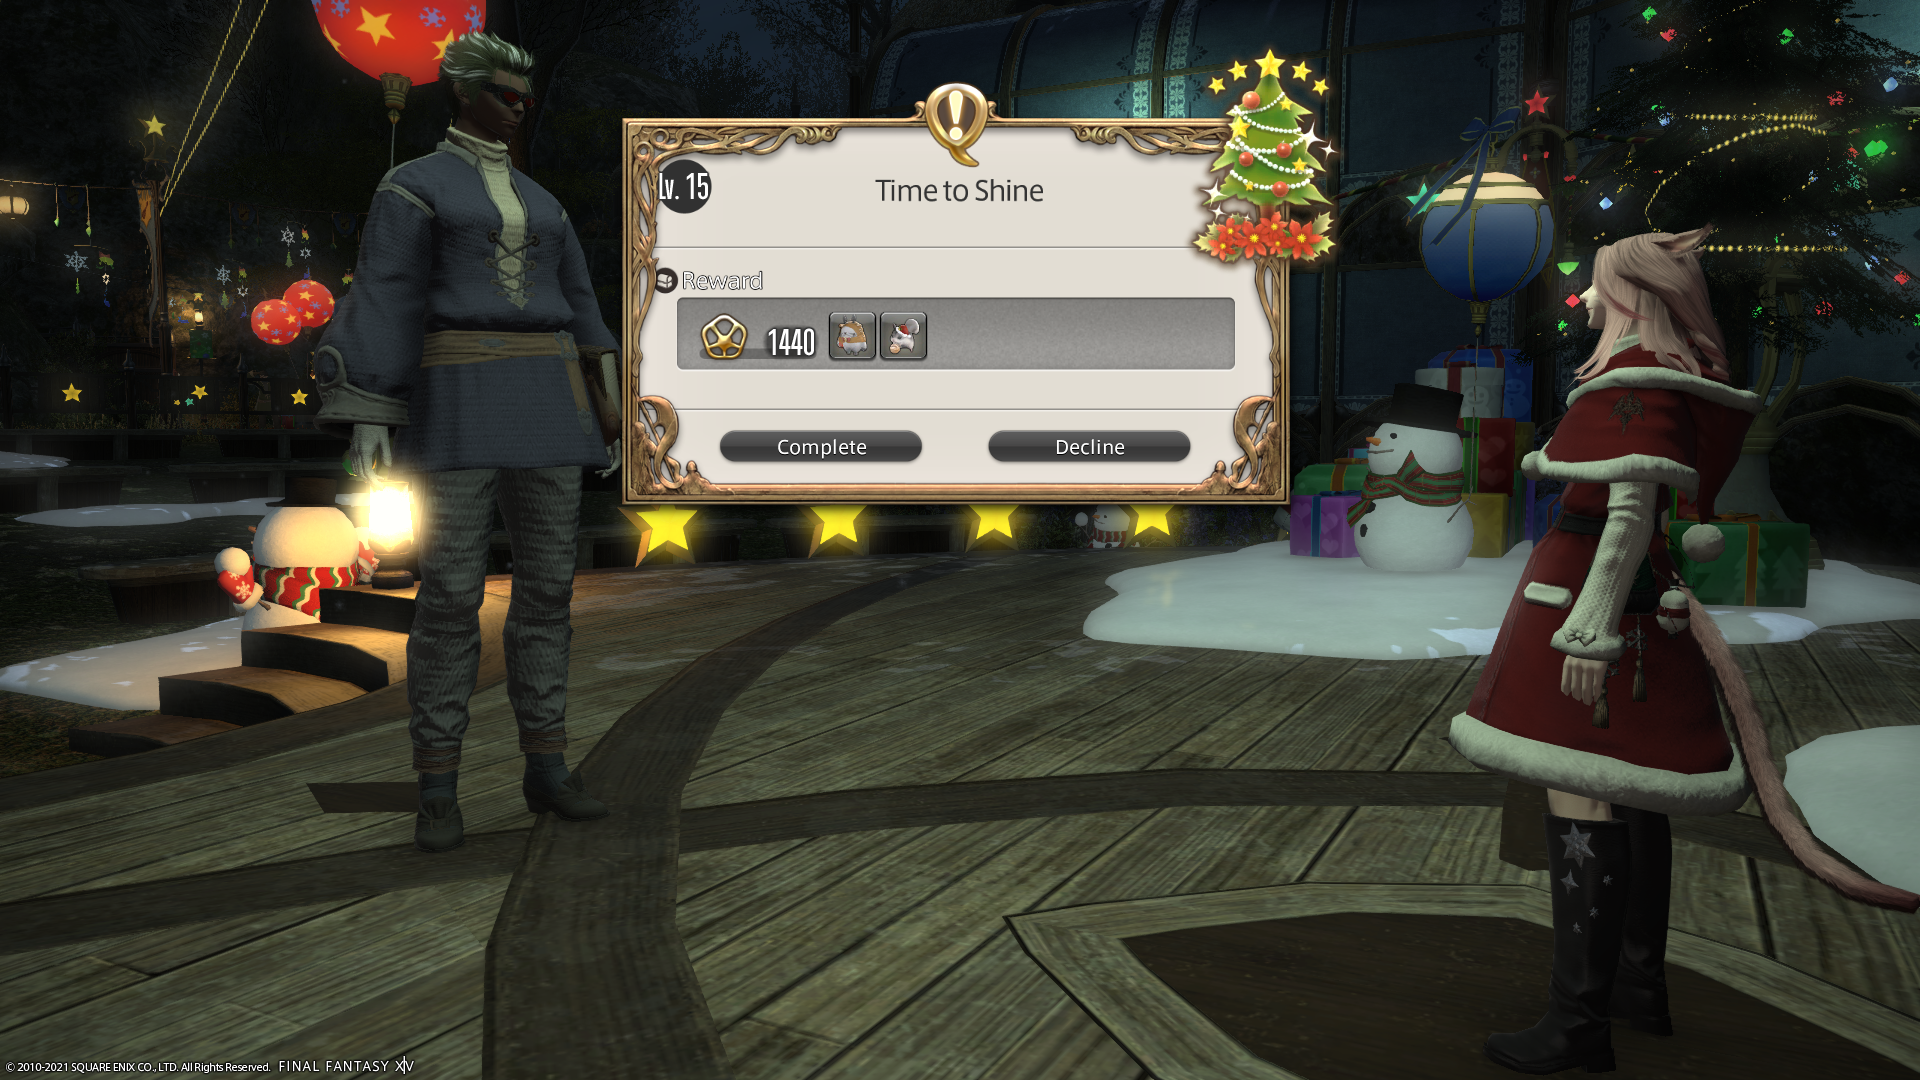 Lv. 15
Time to Shine
Reward
1440
Complete
Decline
© 2010-2021 SQUARE ENIX CO., LTD. All Rights Reserved. FINAL FANTASY XIV